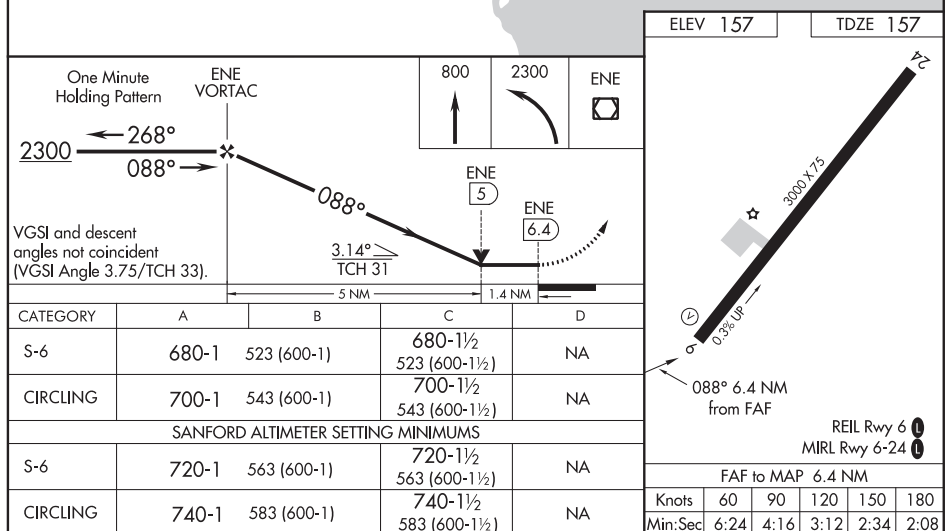 One Minute
Holding Pattern
ENE
VORTAC
2300
268°
088°
088°
VGSI and descent
angles not coincident
(VGSI Angle 3.75/TCH 33).
3.14°
TCH 31
ENE
5
ENE
6.4
5 NM
1.4 NM
800
2300
ENE
CATEGORY A B C D
S-6 680-1 523 (600-1) 680-1½ 523 (600-1½) NA
CIRCLING 700-1 543 (600-1) 700-1½ 543 (600-1½) NA
SANFORD ALTIMETER SETTING MINIMUMS
S-6 720-1 563 (600-1) 720-1½ 563 (600-1½) NA
CIRCLING 740-1 583 (600-1) 740-1½ 583 (600-1½) NA
ELEV 157
TDZE 157
24
3000 X 75
V
0.3% UP
6
088° 6.4 NM
from FAF
REIL Rwy 6 L
MIRL Rwy 6-24 L
FAF to MAP 6.4 NM
Knots 60 90 120 150 180
Min:Sec 6:24 4:16 3:12 2:34 2:08